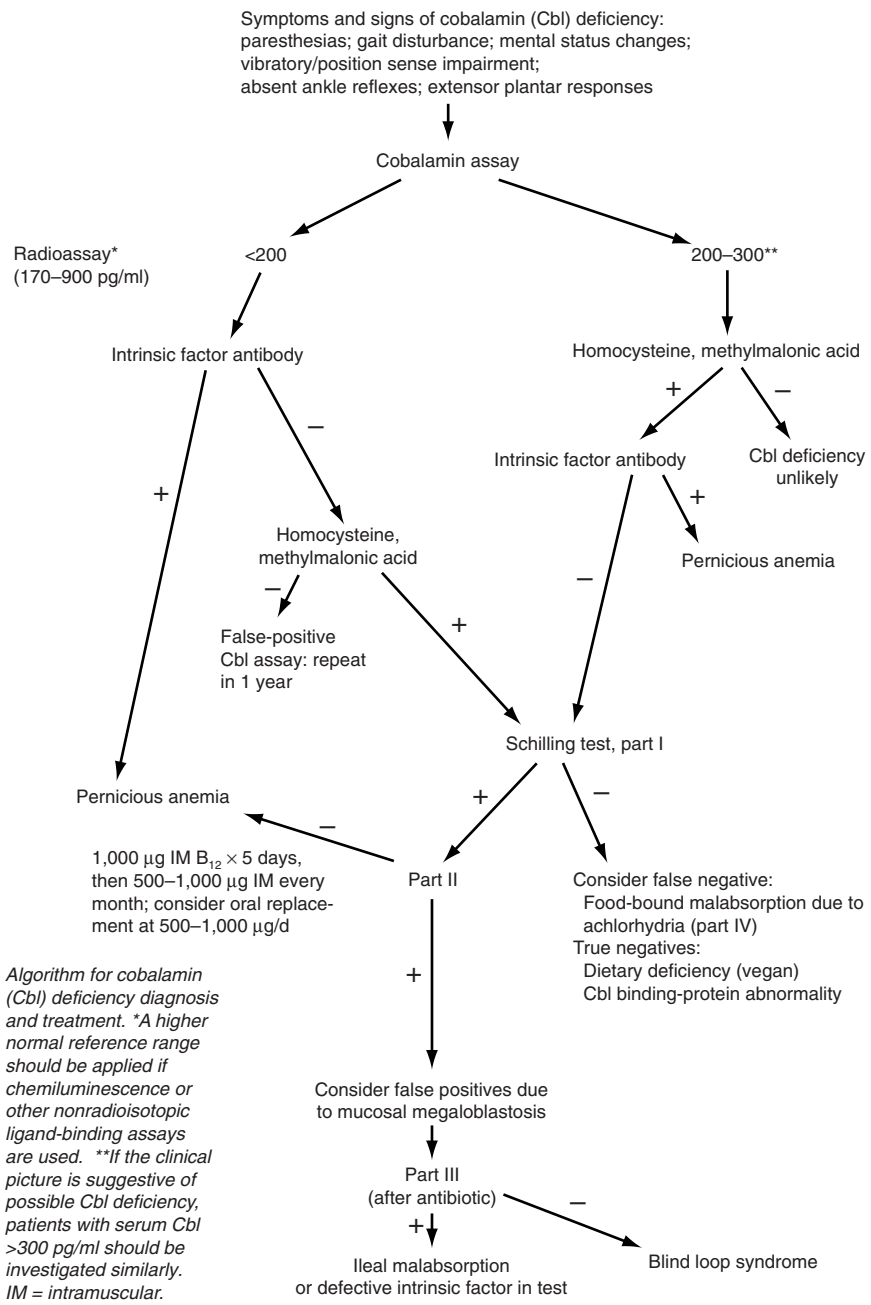 Symptoms and signs of cobalamin (Cbl) deficiency:
paresthesias; gait disturbance; mental status changes;
vibratory/position sense impairment;
absent ankle reflexes; extensor plantar responses
Cobalamin assay
Radioassay*
(170–900 pg/ml)
<200
200–300**
Intrinsic factor antibody
Homocysteine, methylmalonic acid
+
–
–
+
Intrinsic factor antibody
Cbl deficiency
unlikely
+
Homocysteine,
methylmalonic acid
Pernicious anemia
–
–
+
False-positive
Cbl assay: repeat
in 1 year
Schilling test, part I
Pernicious anemia
+
–
–
1,000 μg IM B12 × 5 days,
then 500–1,000 μg IM every
month; consider oral replace-
ment at 500–1,000 μg/d
Part II
Consider false negative:
Food-bound malabsorption due to
achlorhydria (part IV)
True negatives:
Dietary deficiency (vegan)
Cbl binding-protein abnormality
+
Consider false positives due
to mucosal megaloblastosis
Part III
(after antibiotic)
–
+
Ileal malabsorption
or defective intrinsic factor in test
Blind loop syndrome
Algorithm for cobalamin
(Cbl) deficiency diagnosis
and treatment. *A higher
normal reference range
should be applied if
chemiluminescence or
other nonradioisotopic
ligand-binding assays
are used. **If the clinical
picture is suggestive of
possible Cbl deficiency,
patients with serum Cbl
>300 pg/ml should be
investigated similarly.
IM = intramuscular.